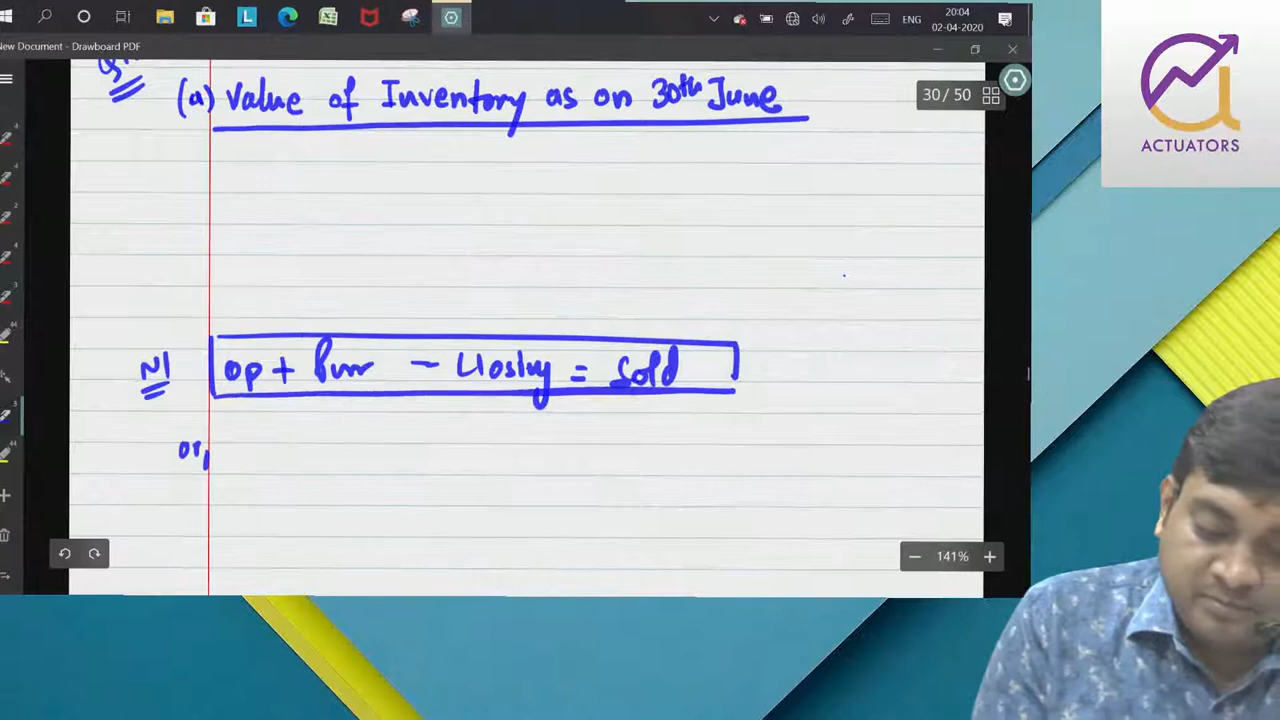 ENG
20:04
02-04-2020
New Document - Drawboard PDF
(a) Value of Inventory as on 30th June
30 / 50
ACTUATORS
N1 Op + Purr - Closing = Sold
or,
141%